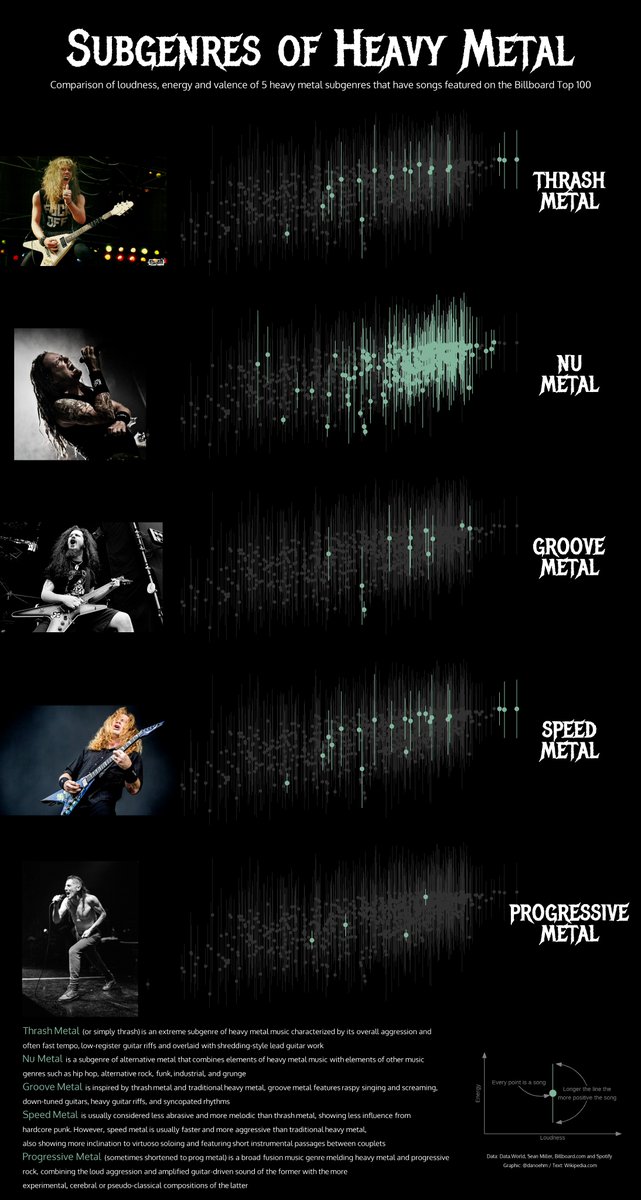 Subgenres of Heavy Metal
Comparison of loudness, energy and valence of 5 heavy metal subgenres that have songs featured on the Billboard Top 100
THRASH
METAL
NU
METAL
GROOVE
METAL
SPEED
METAL
PROGRESSIVE
METAL
Thrash Metal (or simply thrash) is an extreme subgenre of heavy metal music characterized by its overall aggression and
often fast tempo, low-register guitar riffs and overlaid with shredding-style lead guitar work
Nu Metal is a subgenre of alternative metal that combines elements of heavy metal music with elements of other music
genres such as hip hop, alternative rock, funk, industrial, and grunge
Groove Metal is inspired by thrash metal and traditional heavy metal, groove metal features raspy singing and screaming,
down-tuned guitars, heavy guitar riffs, and syncopated rhythms
Speed Metal is usually considered less abrasive and more melodic than thrash metal, showing less influence from
hardcore punk. However, speed metal is usually faster and more aggressive than traditional heavy metal,
also showing more inclination to virtuoso soloing and featuring short instrumental passages between couplets
Progressive Metal (sometimes shortened to prog metal) is a broad fusion music genre melding heavy metal and progressive
rock, combining the loud aggression and amplified guitar-driven sound of the former with the more
experimental, cerebral or pseudo-classical compositions of the latter
Energy
Every point is a song
Longer the line the
more positive the song
Loudness
Data: Data.World, Sean Miller, Billboard.com and Spotify
Graphic: @danoehm / Text: Wikipedia.com